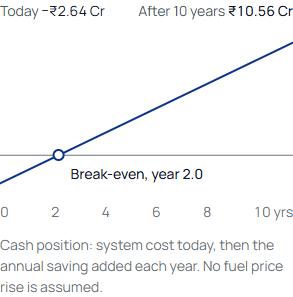 Today −₹2.64 Cr After 10 years ₹10.56 Cr
Break-even, year 2.0
0 2 4 6 8 10 yrs
Cash position: system cost today, then the
annual saving added each year. No fuel price
rise is assumed.